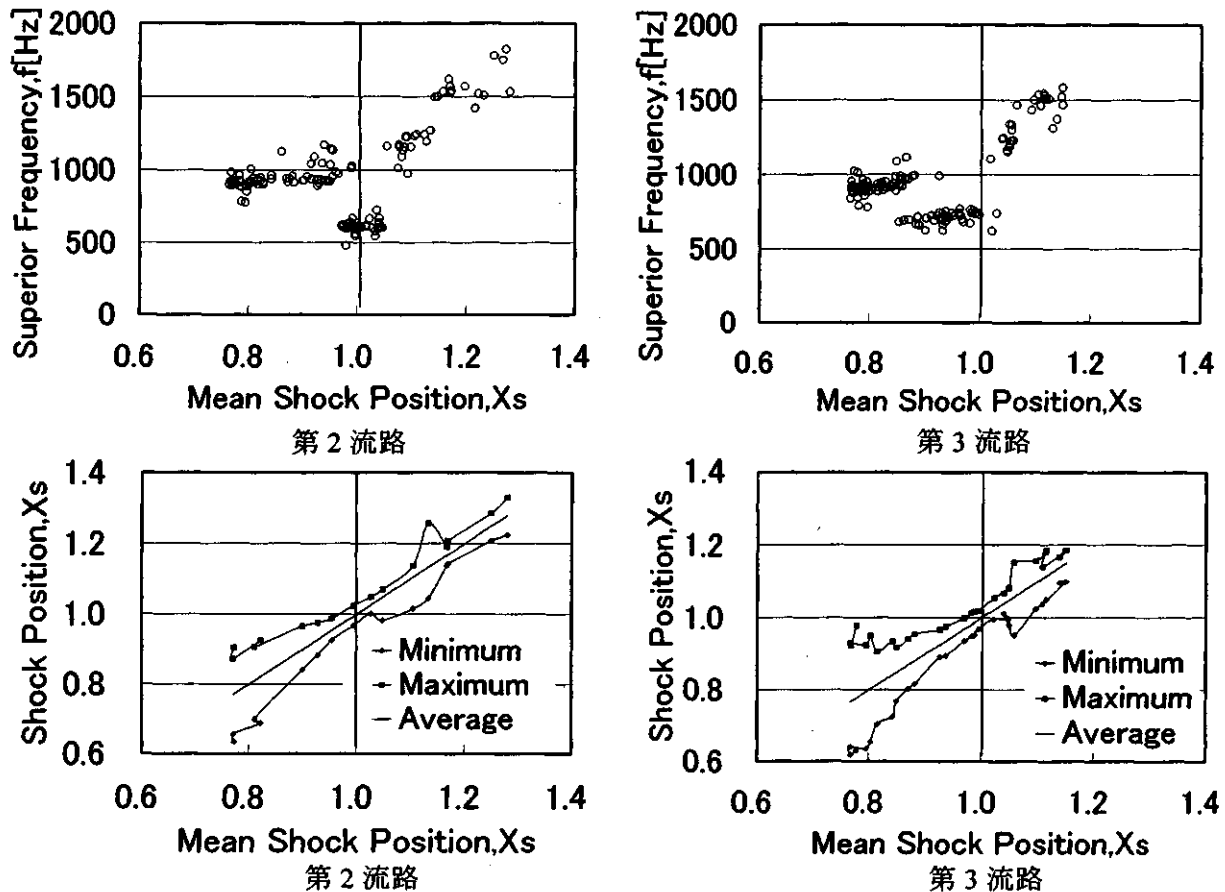 Superior Frequency,f[Hz]
2000
1500
1000
500
0
0.6 0.8 1.0 1.2 1.4
Mean Shock Position,Xs
第2流路
Superior Frequency,f[Hz]
2000
1500
1000
500
0
0.6 0.8 1.0 1.2 1.4
Mean Shock Position,Xs
第3流路
Shock Position,Xs
1.4
1.2
1.0
0.8
0.6
Minimum
Maximum
Average
0.6 0.8 1.0 1.2 1.4
Mean Shock Position,Xs
第2流路
Shock Position,Xs
1.4
1.2
1.0
0.8
0.6
Minimum
Maximum
Average
0.6 0.8 1.0 1.2 1.4
Mean Shock Position,Xs
第3流路